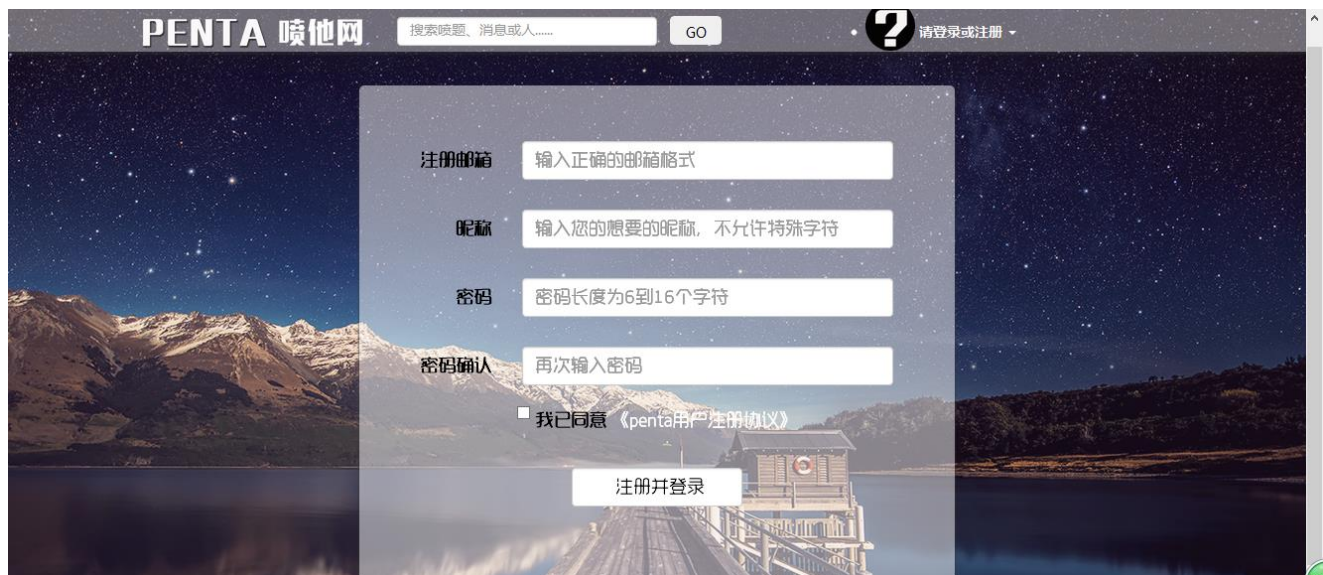 PENTA 喷他网 搜索喷题、消息或人...... GO 请登录或注册
注册邮箱 输入正确的邮箱格式
昵称 输入您的想要的昵称，不允许特殊字符
密码 密码长度为6到16个字符
密码确认 再次输入密码
我已同意《penta用户注册协议》
注册并登录